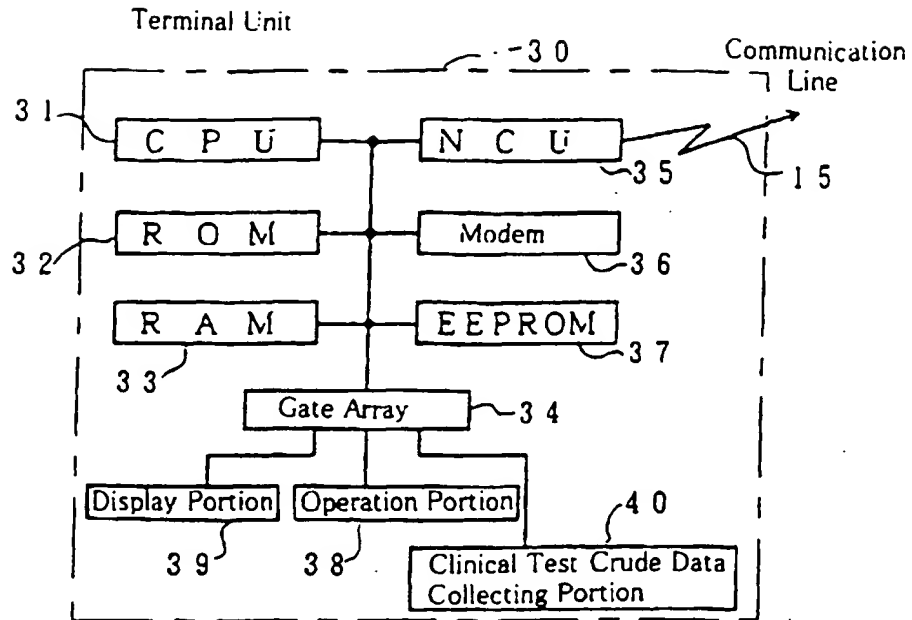 Terminal Unit
30
Communication
Line
31
CPU
NCU
35
15
32
ROM
Modem
36
RAM
EEPROM
33
37
Gate Array
34
Display Portion
Operation Portion
39
38
40
Clinical Test Crude Data
Collecting Portion